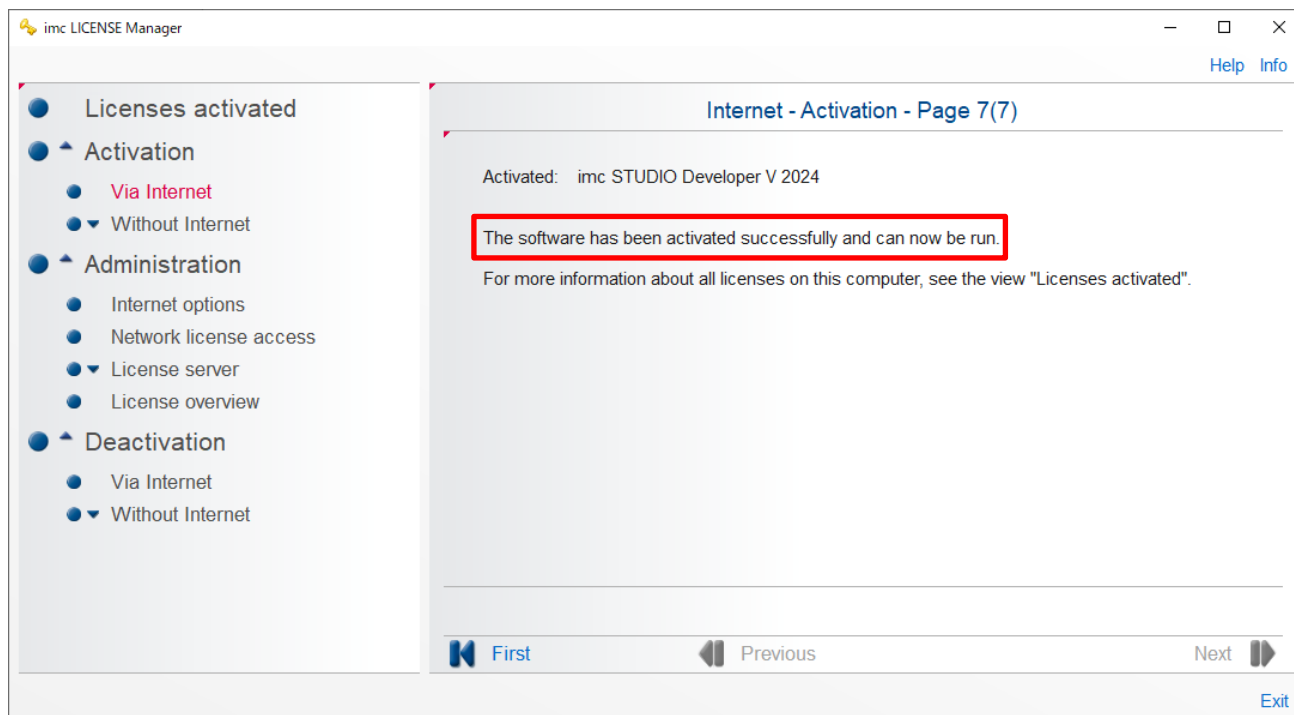 imc LICENSE Manager
Help Info
Licenses activated
Activation
Via Internet
Without Internet
Administration
Internet options
Network license access
License server
License overview
Deactivation
Via Internet
Without Internet
Internet - Activation - Page 7(7)
Activated: imc STUDIO Developer V 2024
The software has been activated successfully and can now be run.
For more information about all licenses on this computer, see the view "Licenses activated".
First Previous Next
Exit